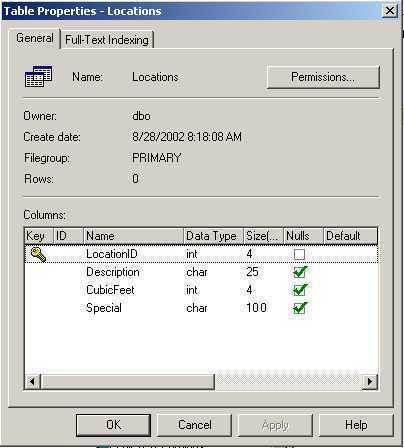 Table Properties - Locations
General Full-Text Indexing
Name: Locations Permissions...
Owner: dbo
Create date: 8/28/2002 8:18:08 AM
Filegroup: PRIMARY
Rows: 0
Columns:
Key ID Name Data Type Size(... Nulls Default
LocationID int 4
Description char 25
CubicFeet int 4
Special char 100
OK Cancel Apply Help